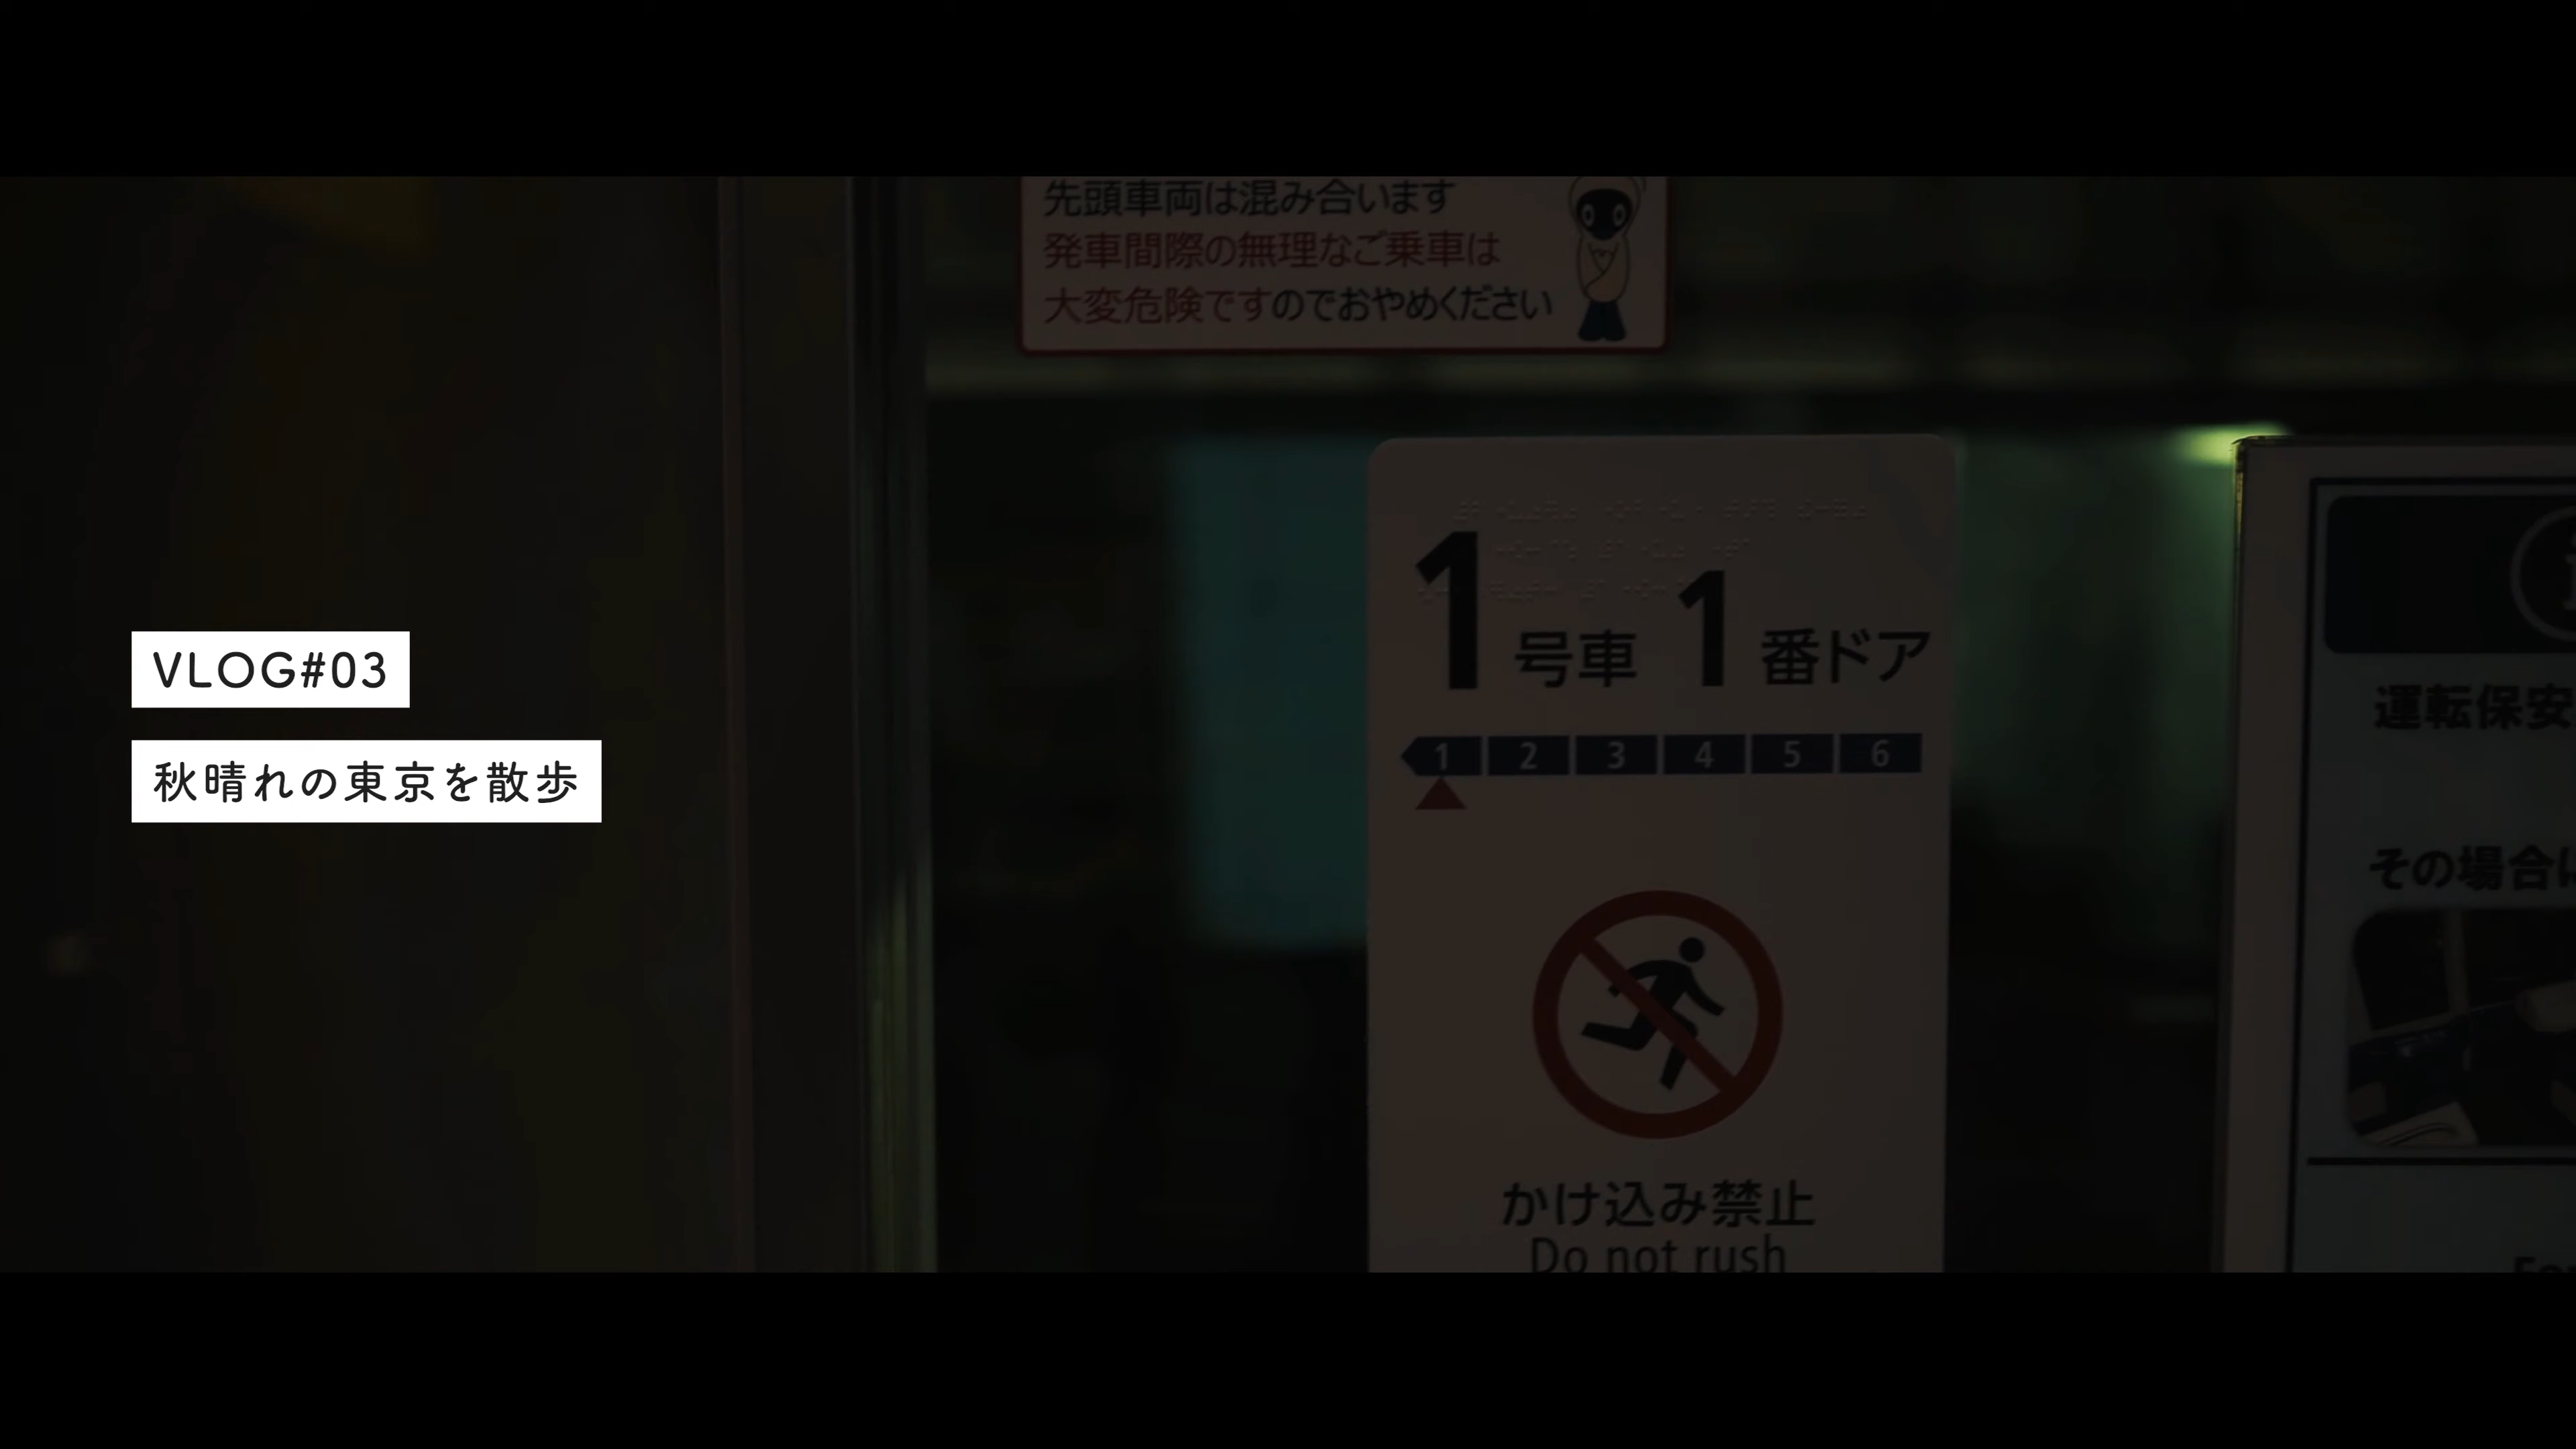 VLOG#03
秋晴れの東京を散歩
先頭車両は混み合います
発車間際の無理なご乗車は
大変危険ですのでおやめください
1号車 1番ドア
1 2 3 4 5 6
かけ込み禁止
Do not rush
運転保安
その場合に